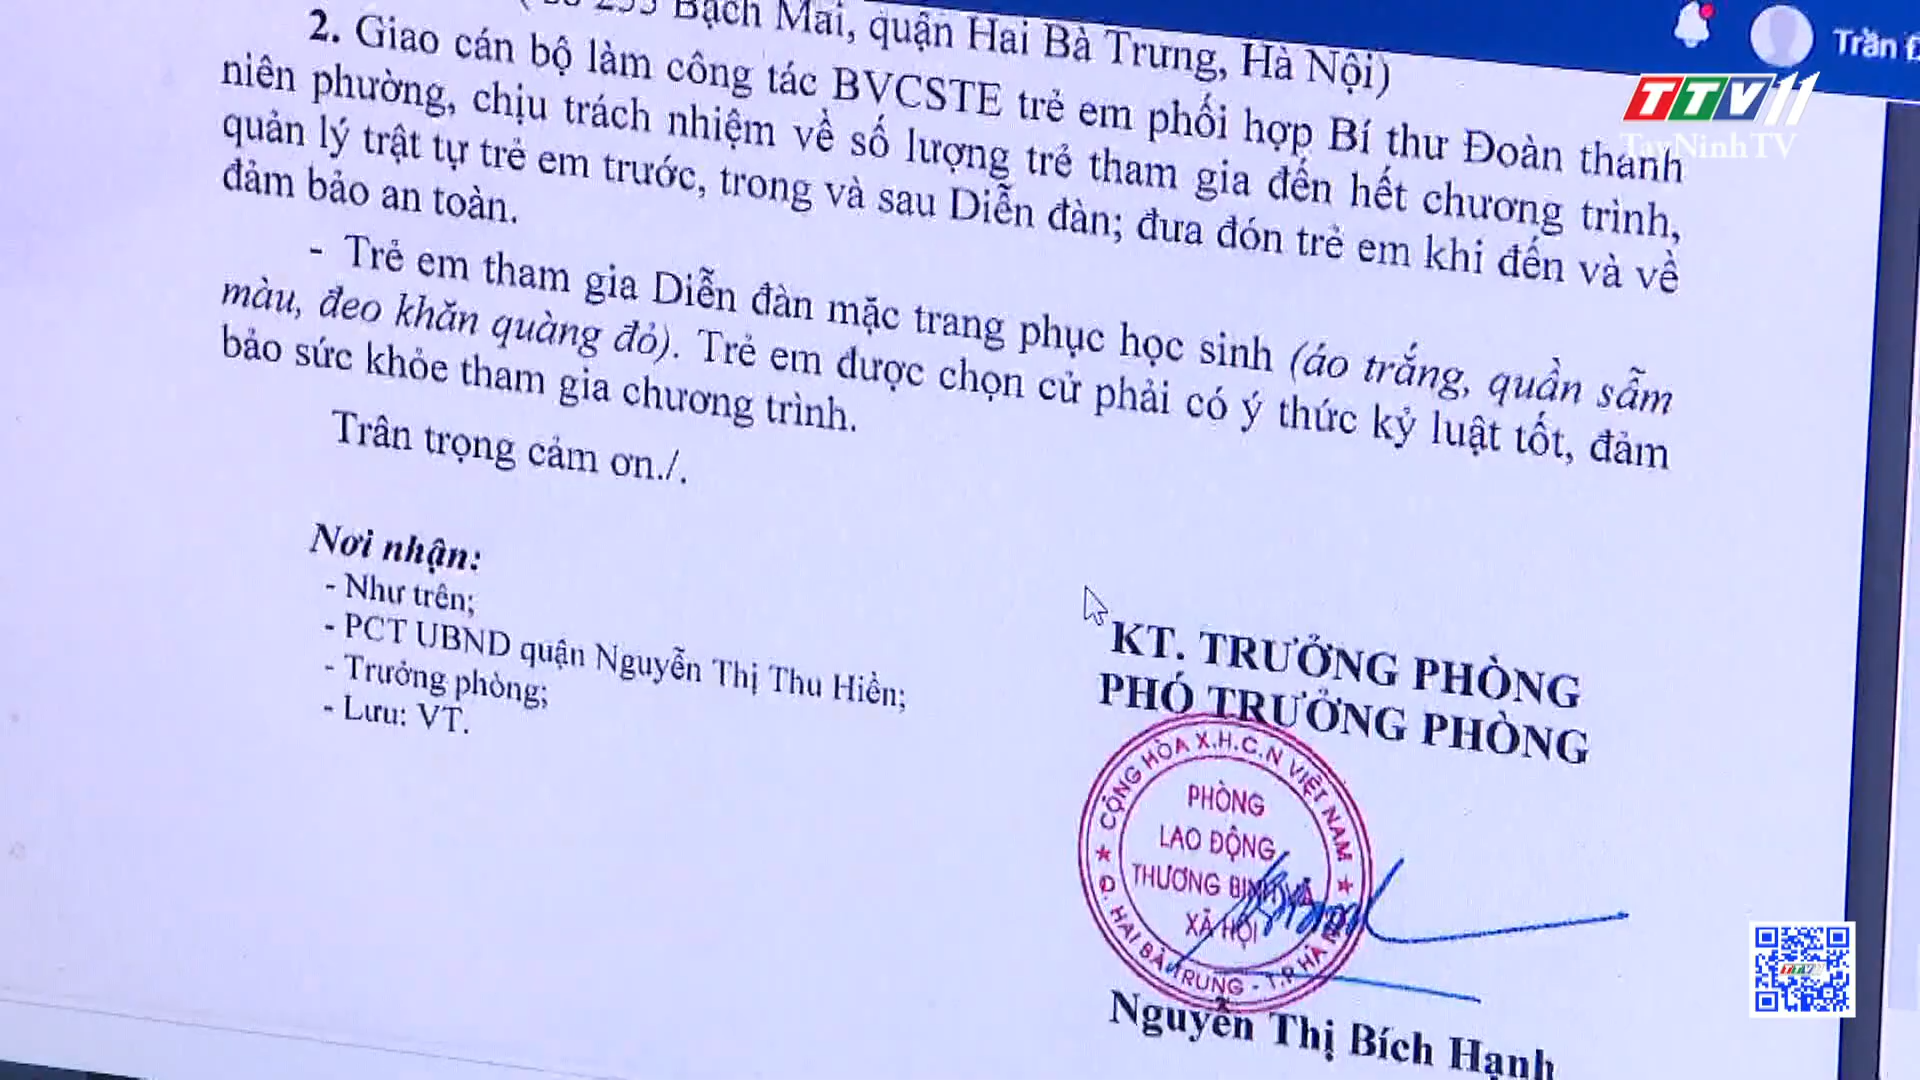 Bạch Mai, quận Hai Bà Trưng, Hà Nội)
2. Giao cán bộ làm công tác BVCSTE trẻ em phối hợp Bí thư Đoàn thanh
niên phường, chịu trách nhiệm về số lượng trẻ tham gia đến hết chương trình,
quản lý trật tự trẻ em trước, trong và sau Diễn đàn; đưa đón trẻ em khi đến và về
đảm bảo an toàn.
- Trẻ em tham gia Diễn đàn mặc trang phục học sinh (áo trắng, quần sẫm
màu, đeo khăn quàng đỏ). Trẻ em được chọn cử phải có ý thức kỷ luật tốt, đảm
bảo sức khỏe tham gia chương trình.
Trân trọng cảm ơn./.
Nơi nhận:
- Như trên;
- PCT UBND quận Nguyễn Thị Thu Hiền;
- Trưởng phòng;
- Lưu: VT.
KT. TRƯỞNG PHÒNG
PHÓ TRƯỞNG PHÒNG
CỘNG HÒA X.H.C.N VIỆT NAM
PHÒNG
LAO ĐỘNG
THƯƠNG BINH VÀ
XÃ HỘI
Q. HAI BÀ TRƯNG - T.P HÀ NỘI
Nguyễn Thị Bích Hạnh
Trần
TTV11
TayNinhTV